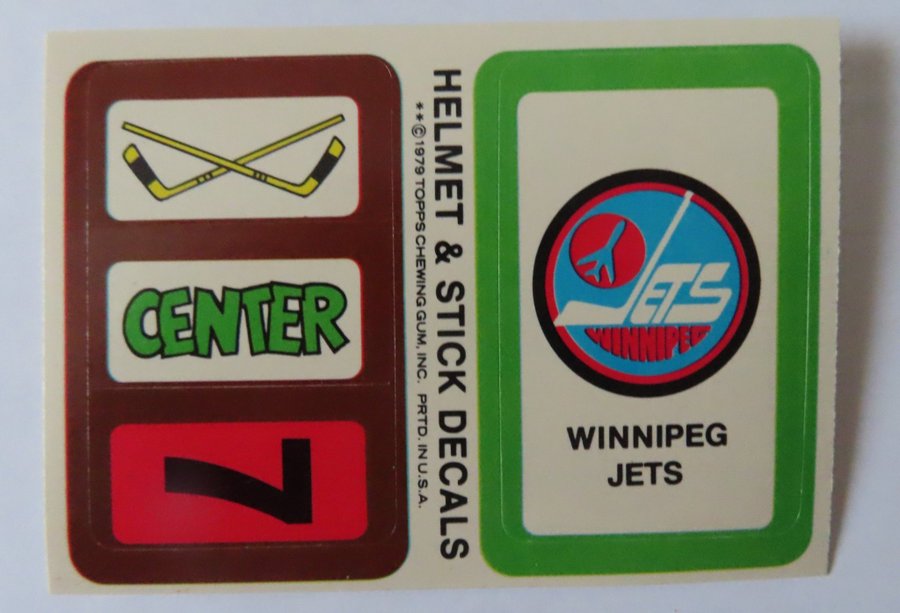 CENTER
7
HELMET & STICK DECALS
**©1979 TOPPS CHEWING GUM, INC. PRTD. IN U.S.A.
JETS
WINNIPEG
WINNIPEG
JETS